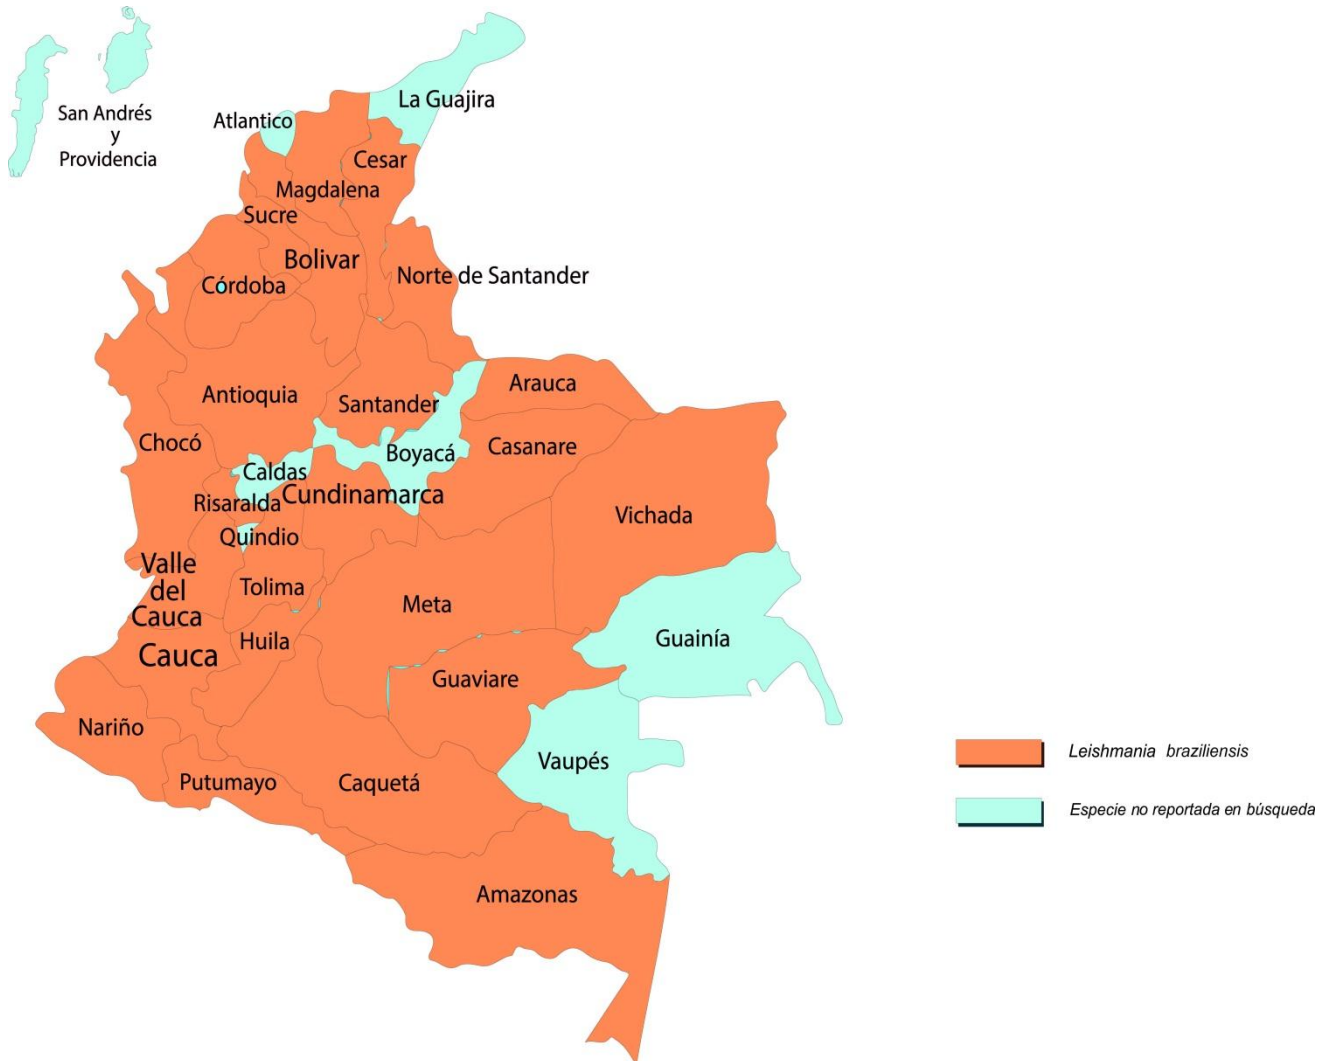 San Andrés
y
Providencia
Atlantico
La Guajira
Cesar
Magdalena
Sucre
Bolivar
Córdoba
Norte de Santander
Antioquia
Santander
Arauca
Chocó
Boyacá
Casanare
Caldas
Risaralda
Cundinamarca
Quindio
Vichada
Valle
del
Cauca
Tolima
Meta
Cauca
Huila
Guainía
Guaviare
Nariño
Putumayo
Caquetá
Vaupés
Amazonas
Leishmania braziliensis
Especie no reportada en búsqueda